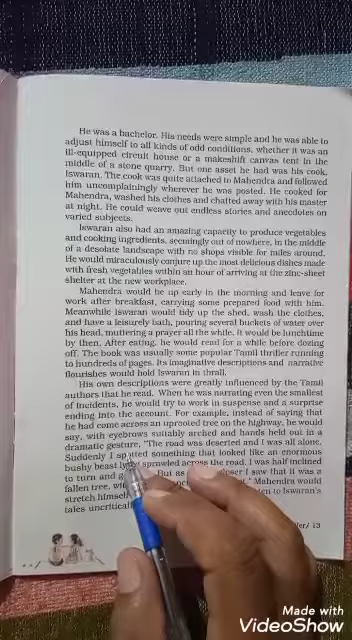 He was a bachelor. His needs were simple and he was able to
adjust himself to all kinds of odd conditions, whether it was an
ill-equipped circuit house or a makeshift canvas tent in the
middle of a stone quarry. But one asset he had was his cook,
Iswaran. The cook was quite attached to Mahendra and followed
him uncomplainingly wherever he was posted. He cooked for
Mahendra, washed his clothes and chatted away with his master
at night. He could weave out endless stories and anecdotes on
varied subjects.
Iswaran also had an amazing capacity to produce vegetables
and cooking ingredients, seemingly out of nowhere, in the middle
of a desolate landscape with no shops visible for miles around.
He would miraculously conjure up the most delicious dishes made
with fresh vegetables within an hour of arriving at the zinc-sheet
shelter at the new workplace.
Mahendra would be up early in the morning and leave for
work after breakfast, carrying some prepared food with him.
Meanwhile Iswaran would tidy up the shed, wash the clothes,
and have a leisurely bath, pouring several buckets of water over
his head, muttering a prayer all the while. It would be lunchtime
by then. After eating, he would read for a while before dozing
off. The book was usually some popular Tamil thriller running
to hundreds of pages. Its imaginative descriptions and narrative
flourishes would hold Iswaran in thrall.
His own descriptions were greatly influenced by the Tamil
authors that he read. When he was narrating even the smallest
of incidents, he would try to work in suspense and a surprise
ending into the account. For example, instead of saying that
he had come across an uprooted tree on the highway, he would
say, with eyebrows suitably arched and hands held out in a
dramatic gesture, "The road was deserted and I was all alone.
Suddenly I spotted something that looked like an enormous
bushy beast sprawled across the road. I was half inclined
to turn and But as closer I saw that it was a
fallen tree, Mahendra would
stretch himself to Iswaran's
tales uncritically
/ 13
Made with
VideoShow